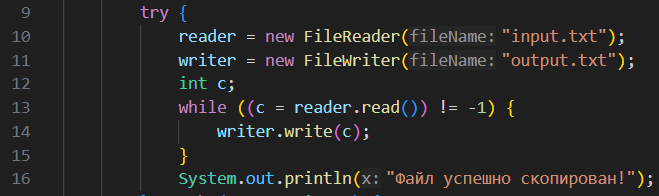 9 try {
10 reader = new FileReader(fileName: "input.txt");
11 writer = new FileWriter(fileName: "output.txt");
12 int c;
13 while ((c = reader.read()) != -1) {
14 writer.write(c);
15 }
16 System.out.println(x: "Файл успешно скопирован!");